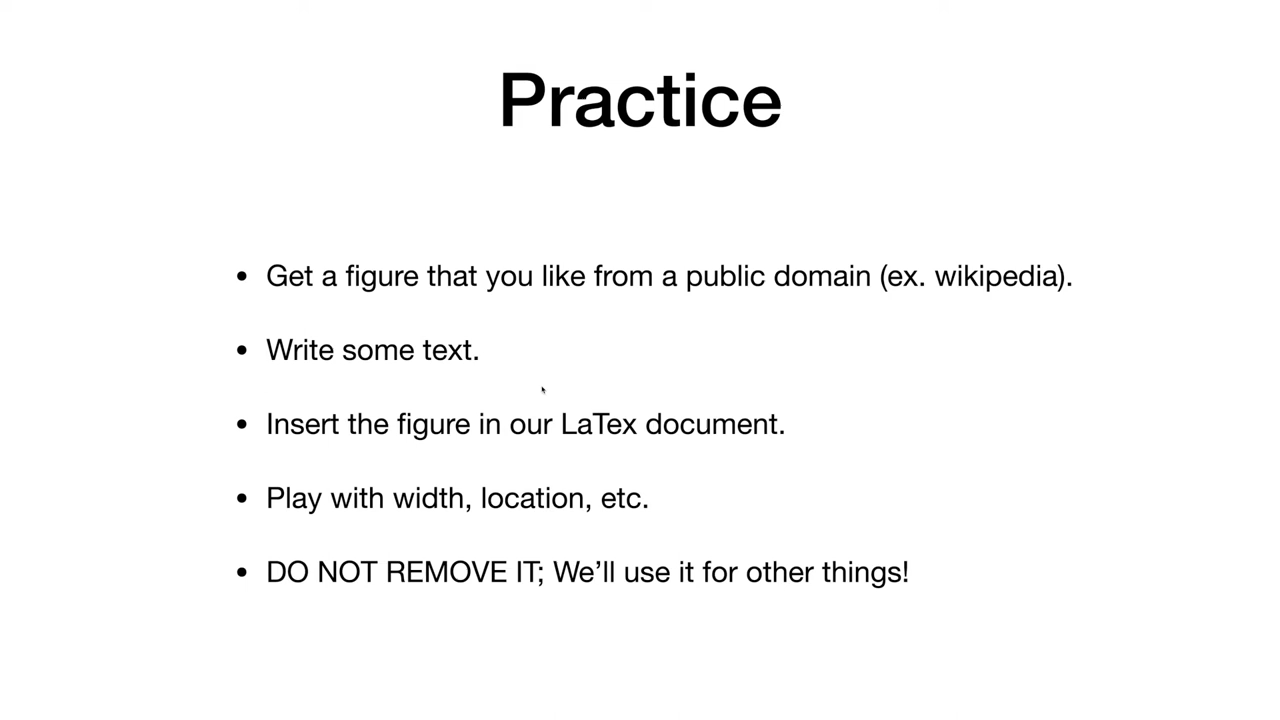 Practice
• Get a figure that you like from a public domain (ex. wikipedia).
• Write some text.
• Insert the figure in our LaTex document.
• Play with width, location, etc.
• DO NOT REMOVE IT; We’ll use it for other things!